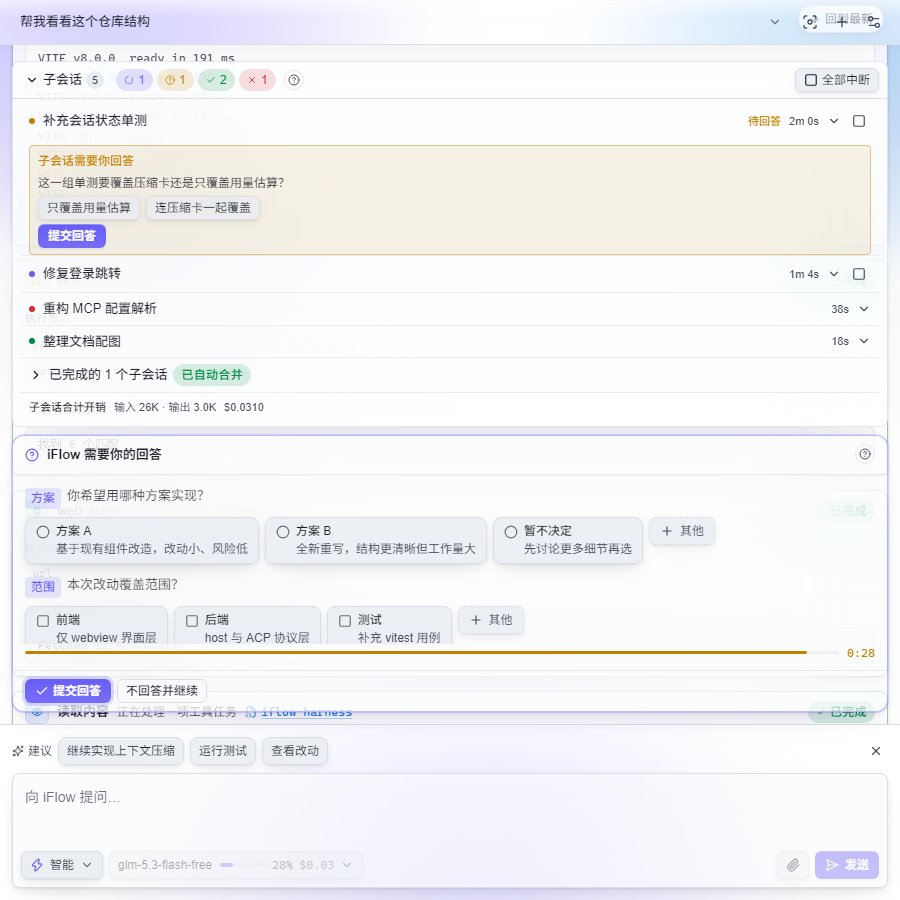 帮我看看这个仓库结构
回到最新
VITE v8.0.0 ready in 191 ms
子会话 5 1 1 2 1
全部中断
补充会话状态单测
待回答 2m 0s
子会话需要你回答
这一组单测要覆盖压缩卡还是只覆盖用量估算?
只覆盖用量估算 连压缩卡一起覆盖
提交回答
修复登录跳转
1m 4s
重构 MCP 配置解析
38s
整理文档配图
18s
已完成的 1 个子会话 已自动合并
子会话合计开销 输入 26K · 输出 3.0K $0.0310
找到 6 个匹配
iFlow 需要你的回答
方案 你希望用哪种方案实现?
已完成
方案 A
基于现有组件改造，改动小、风险低
方案 B
全新重写，结构更清晰但工作量大
暂不决定
先讨论更多细节再选
其他
范围 本次改动覆盖范围?
前端
仅 webview 界面层
后端
host 与 ACP 协议层
测试
补充 vitest 用例
其他
0:28
提交回答 不回答并继续
读取内容 正在处理一项工具任务 iflow harness 已完成
建议 继续实现上下文压缩 运行测试 查看改动
向 iFlow 提问…
智能 glm-5.3-flash-free 28% $0.03
发送